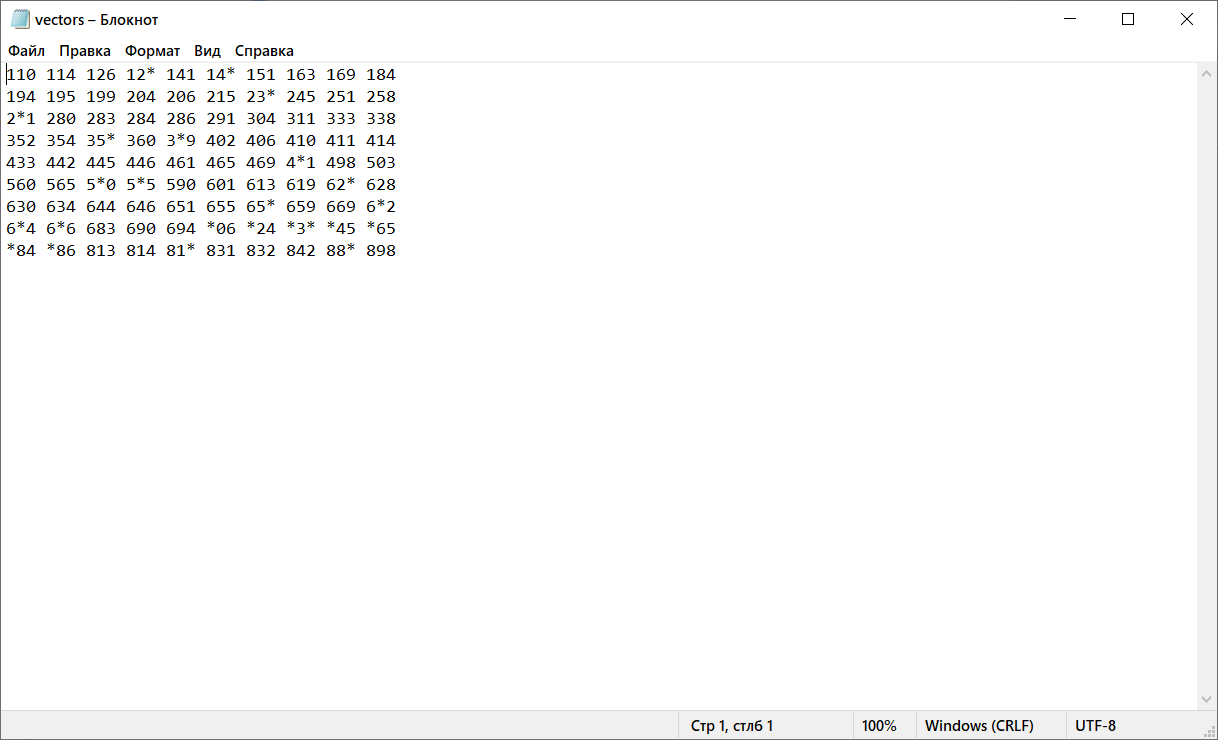 vectors – Блокнот
Файл Правка Формат Вид Справка
110 114 126 12* 141 14* 151 163 169 184
194 195 199 204 206 215 23* 245 251 258
2*1 280 283 284 286 291 304 311 333 338
352 354 35* 360 3*9 402 406 410 411 414
433 442 445 446 461 465 469 4*1 498 503
560 565 5*0 5*5 590 601 613 619 62* 628
630 634 644 646 651 655 65* 659 669 6*2
6*4 6*6 683 690 694 *06 *24 *3* *45 *65
*84 *86 813 814 81* 831 832 842 88* 898
Стр 1, стлб 1 100% Windows (CRLF) UTF-8